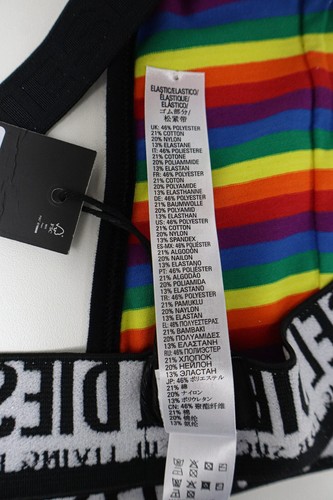 ELASTIC/ELASTICO/
ÉLASTIQUE/
ELÁSTICO/
ゴム部分/
松紧带
UK: 46% POLYESTER
21% COTTON
20% NYLON
13% ELASTANE
IT: 46% POLIESTERE
21% COTONE
20% POLIAMMIDE
13% ELASTAN
FR: 46% POLYESTER
21% COTON
20% POLYAMIDE
13% ELASTHANNE
DE: 46% POLYESTER
21% BAUMWOLLE
20% POLYAMID
13% ELASTHAN
US: 46% POLYESTER
21% COTTON
20% NYLON
13% SPANDEX
ES-MX: 46% POLIÉSTER
21% ALGODÓN
20% NAILON
13% ELASTANO
PT: 46% POLIÉSTER
21% ALGODÃO
20% POLIAMIDA
13% ELASTANO
TR: 46% POLYESTER
21% PAMUKLU
20% NAYLON
13% ELASTAN
EL: 46% ΠΟΛΥΕΣΤΕΡΑΣ
21% ΒΑΜΒΑΚΙ
20% ΠΟΛΥΑΜΙΔΕΣ
13% ΕΛΑΣΤΑΝΗ
RU: 46% ПОЛИЭСТЕР
21% ХЛОПОК
20% НЕЙЛОН
13% ЭЛАСТАН
JP: 46% ポリエステル
21% 綿
20% ナイロン
13% ポリウレタン
CN: 46% 聚酯纤维
21% 棉
20% 锦纶
13% 氨纶
DIES